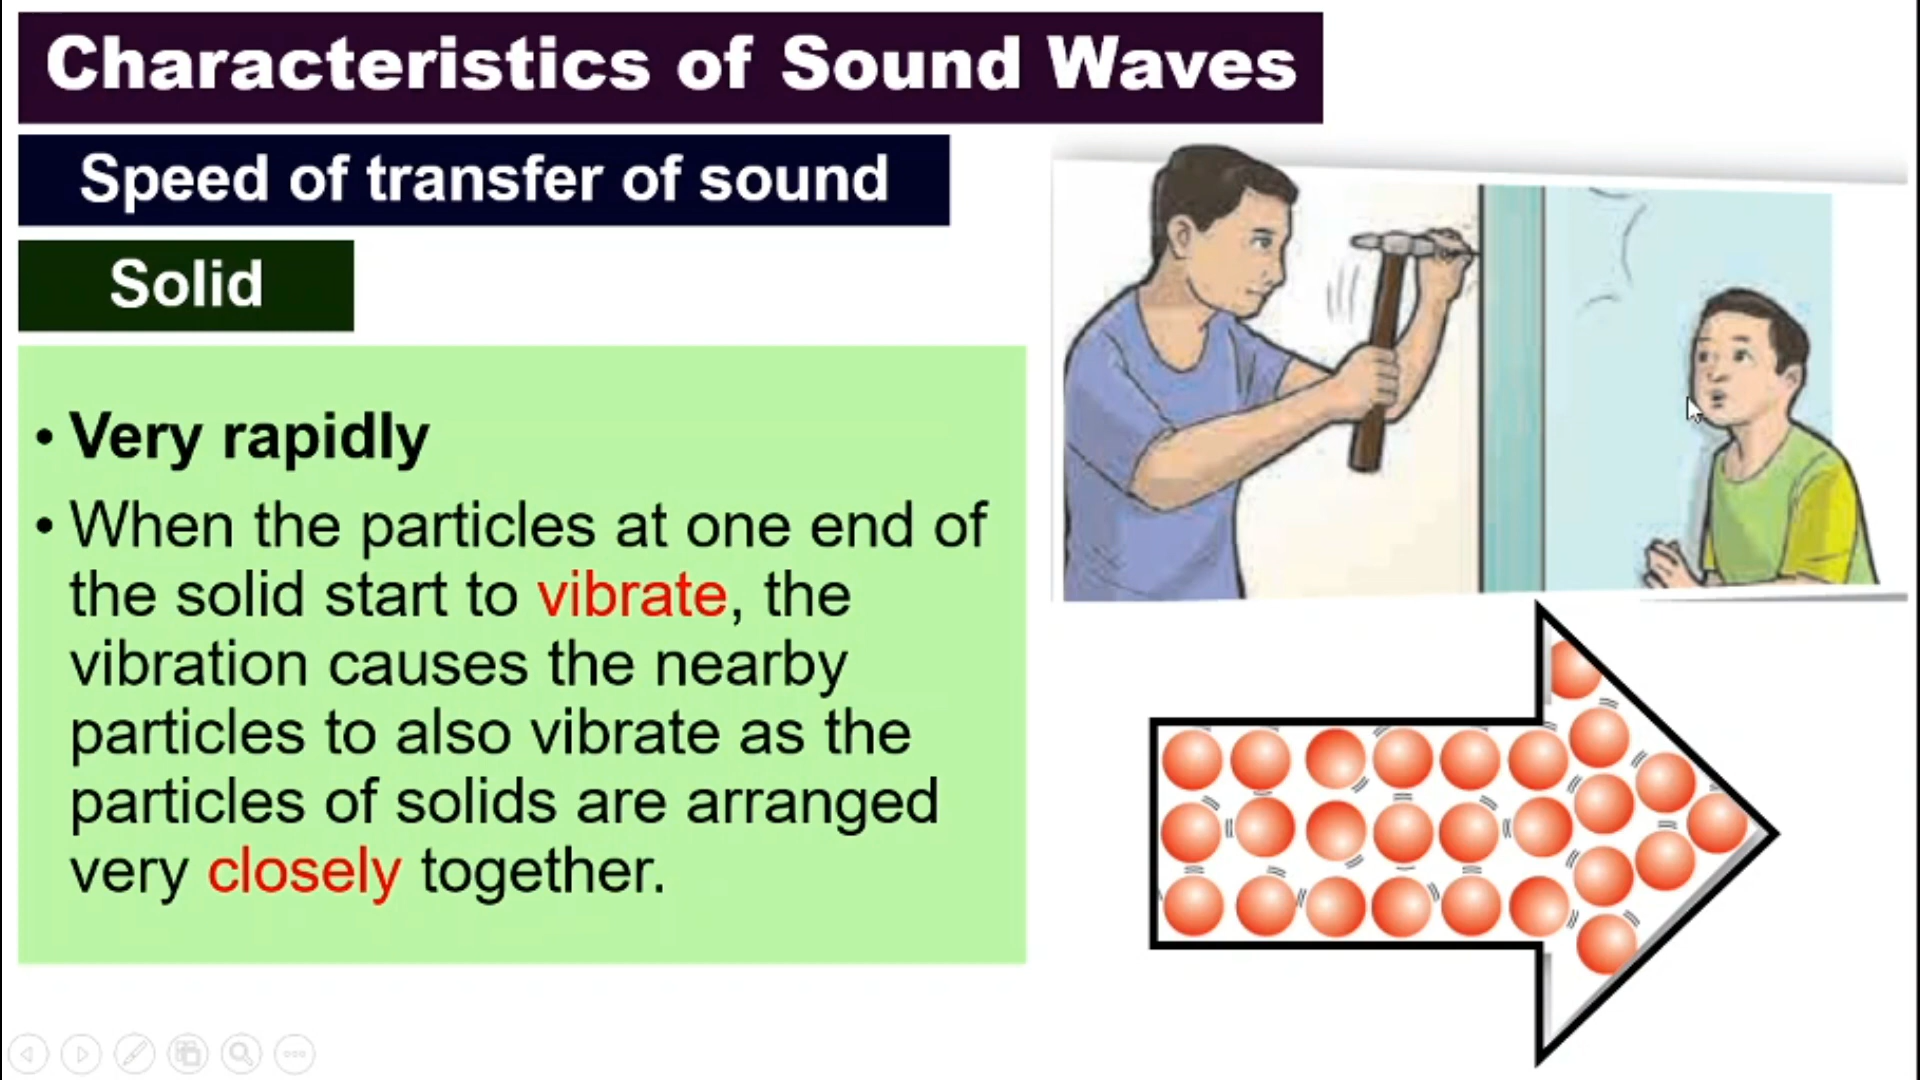 Characteristics of Sound Waves
Speed of transfer of sound
Solid
• Very rapidly
• When the particles at one end of
the solid start to vibrate, the
vibration causes the nearby
particles to also vibrate as the
particles of solids are arranged
very closely together.